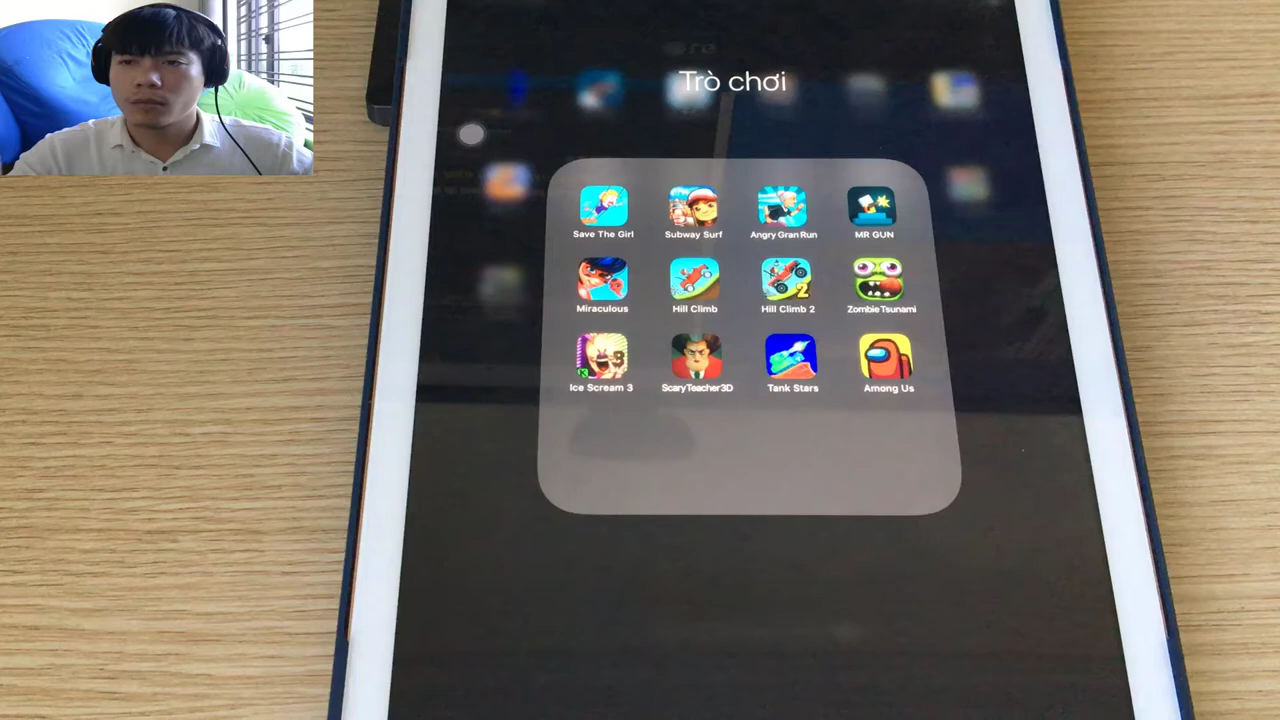 Trò chơi
Save The Girl
Subway Surf
Angry Gran Run
MR GUN
Miraculous
Hill Climb
Hill Climb 2
Zombie Tsunami
Ice Scream 3
ScaryTeacher3D
Tank Stars
Among Us